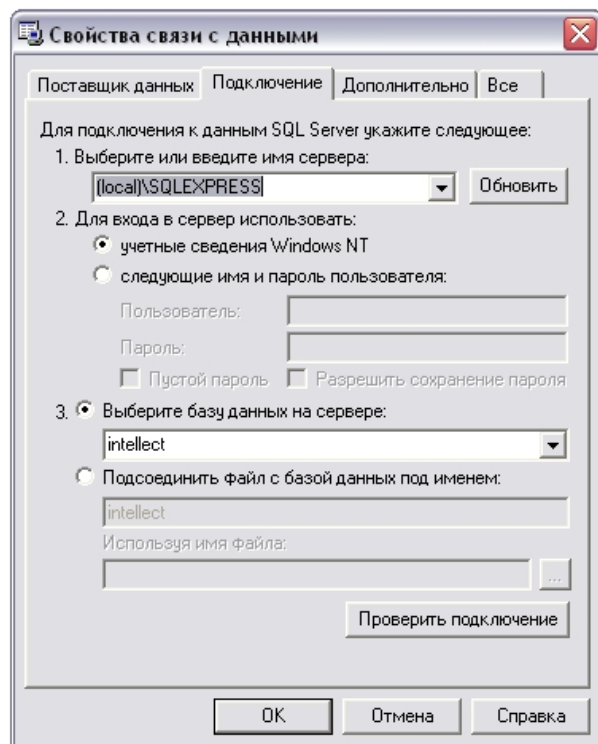 Свойства связи с данными
Поставщик данных Подключение Дополнительно Все
Для подключения к данным SQL Server укажите следующее:
1. Выберите или введите имя сервера:
(local)\SQLEXPRESS Обновить
2. Для входа в сервер использовать:
учетные сведения Windows NT
следующие имя и пароль пользователя:
Пользователь:
Пароль:
Пустой пароль Разрешить сохранение пароля
3. Выберите базу данных на сервере:
intellect
Подсоединить файл с базой данных под именем:
intellect
Используя имя файла:
...
Проверить подключение
OK Отмена Справка